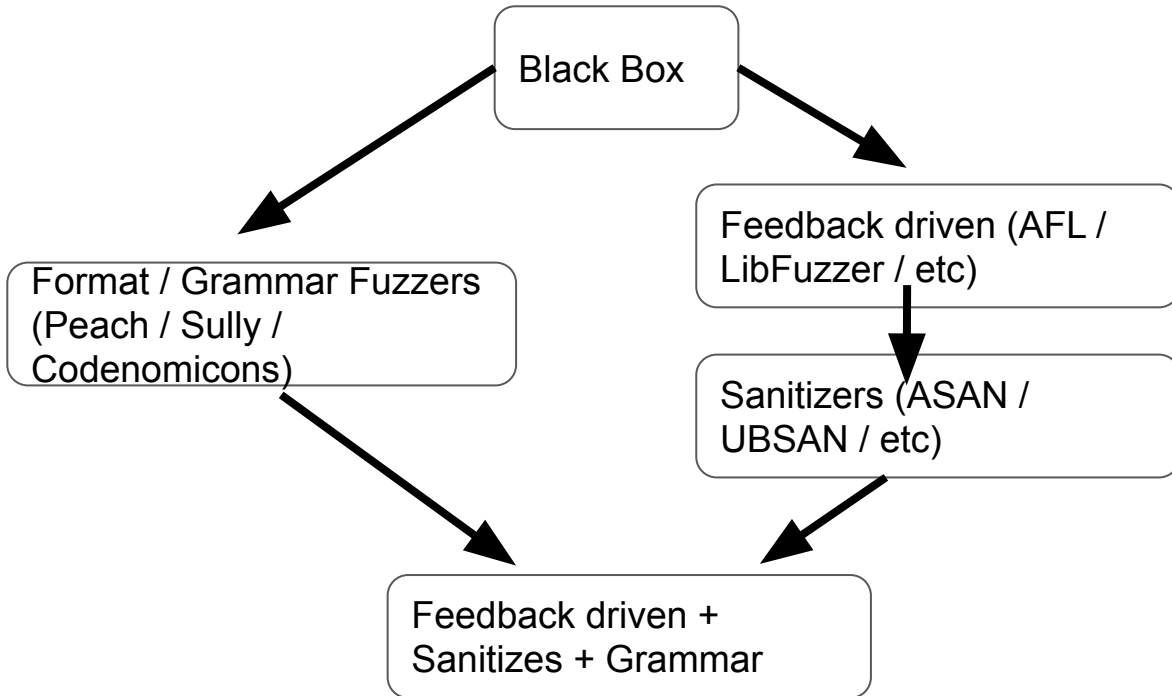 Black Box
Feedback driven (AFL /
LibFuzzer / etc)
Format / Grammar Fuzzers
(Peach / Sully /
Codenomicons)
Sanitizers (ASAN /
UBSAN / etc)
Feedback driven +
Sanitizes + Grammar